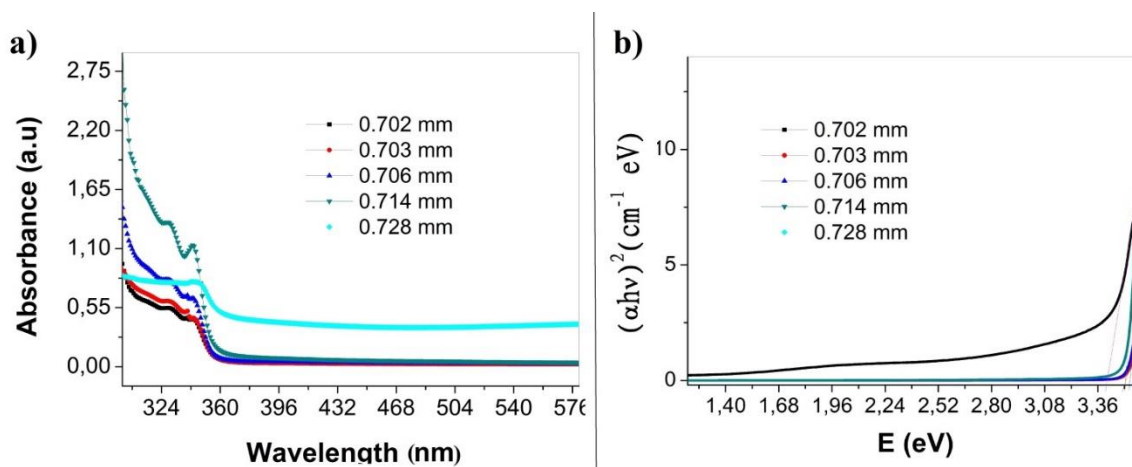 a)
2,75
2,20
1,65
1,10
0,55
0,00
Absorbance (a.u)
0.702 mm
0.703 mm
0.706 mm
0.714 mm
0.728 mm
324 360 396 432 468 504 540 576
Wavelength (nm)
b)
10
5
0
(αhν)² (cm⁻¹ eV)
0.702 mm
0.703 mm
0.706 mm
0.714 mm
0.728 mm
1,40 1,68 1,96 2,24 2,52 2,80 3,08 3,36
E (eV)